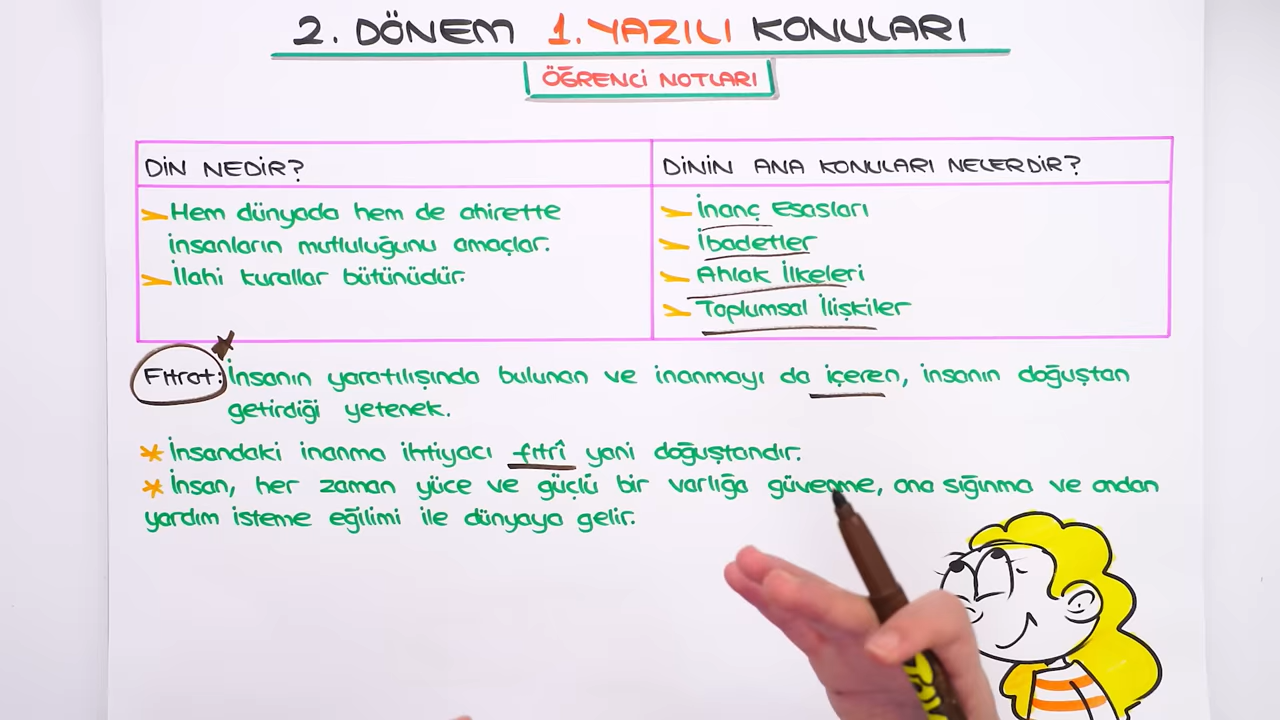 2. DÖNEM 1. YAZILI KONULARI
ÖĞRENCİ NOTLARI
DİN NEDİR?
Hem dünyada hem de ahirette
insanların mutluluğunu amaçlar.
İlahi kurallar bütünüdür.
DİNİN ANA KONULARI NELERDİR?
İnanç Esasları
İbadetler
Ahlak İlkeleri
Toplumsal İlişkiler
Fıtrat: İnsanın yaratılışında bulunan ve inanmayı da içeren, insanın doğuştan
getirdiği yetenek.
* İnsandaki inanma ihtiyacı fıtrî yani doğuştandır.
* İnsan, her zaman yüce ve güçlü bir varlığa güvenme, ona sığınma ve ondan
yardım isteme eğilimi ile dünyaya gelir.